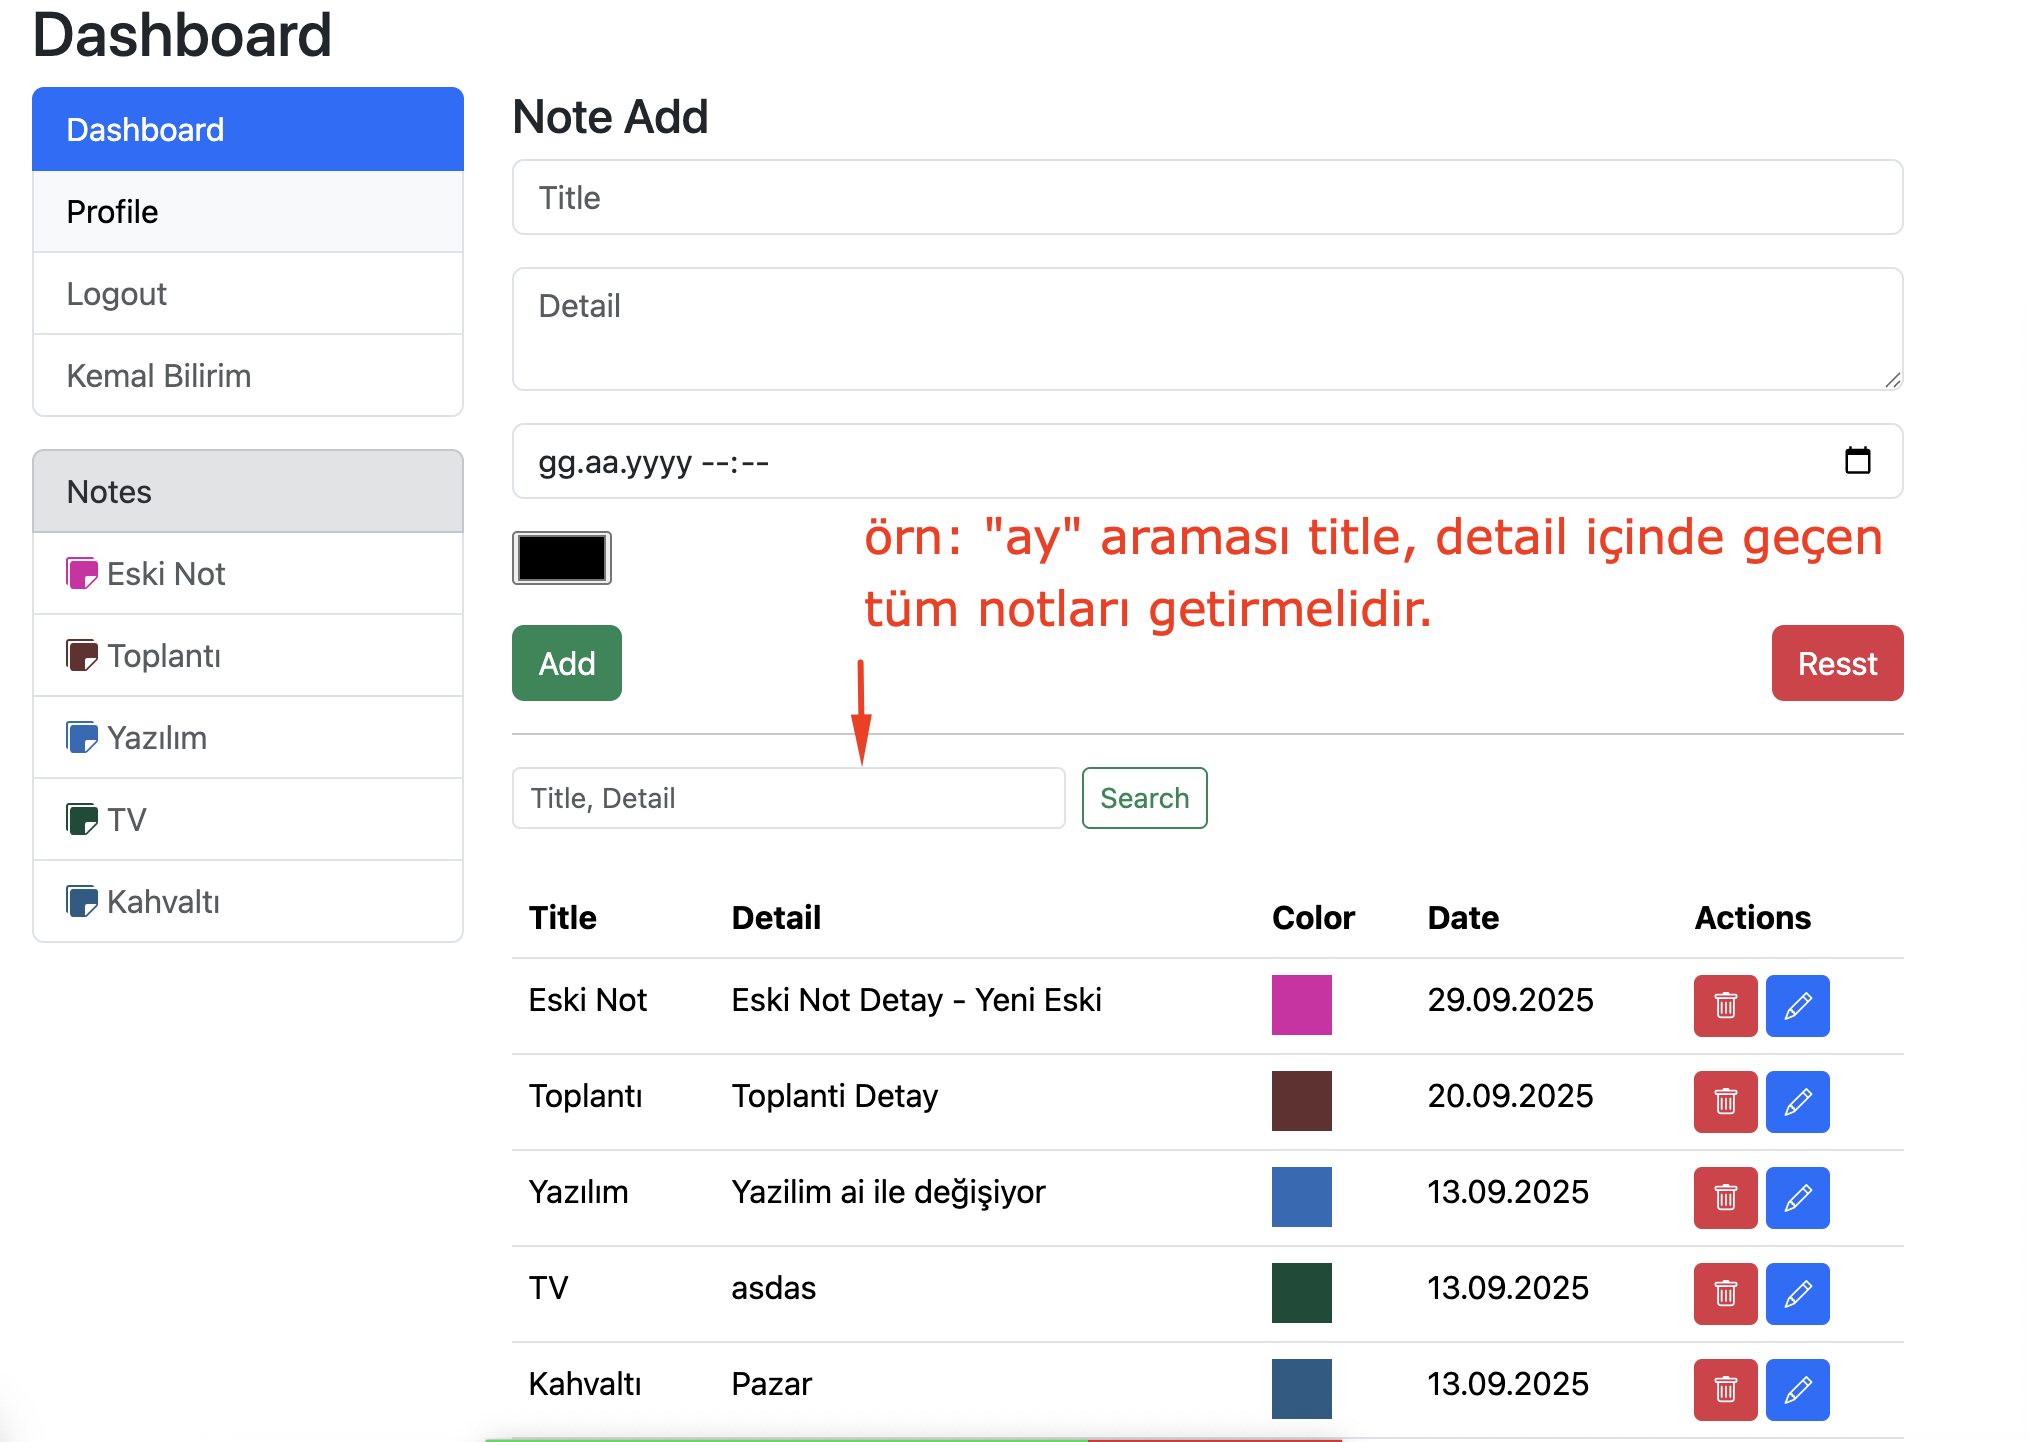 Dashboard
Dashboard
Profile
Logout
Kemal Bilirim
Notes
Eski Not
Toplantı
Yazılım
TV
Kahvaltı
Note Add
Title
Detail
gg.aa.yyyy --:--
örn: "ay" araması title, detail içinde geçen
tüm notları getirmelidir.
Add
Resst
Title, Detail
Search
Title Detail Color Date Actions
Eski Not Eski Not Detay - Yeni Eski 29.09.2025
Toplantı Toplanti Detay 20.09.2025
Yazılım Yazilim ai ile değişiyor 13.09.2025
TV asdas 13.09.2025
Kahvaltı Pazar 13.09.2025